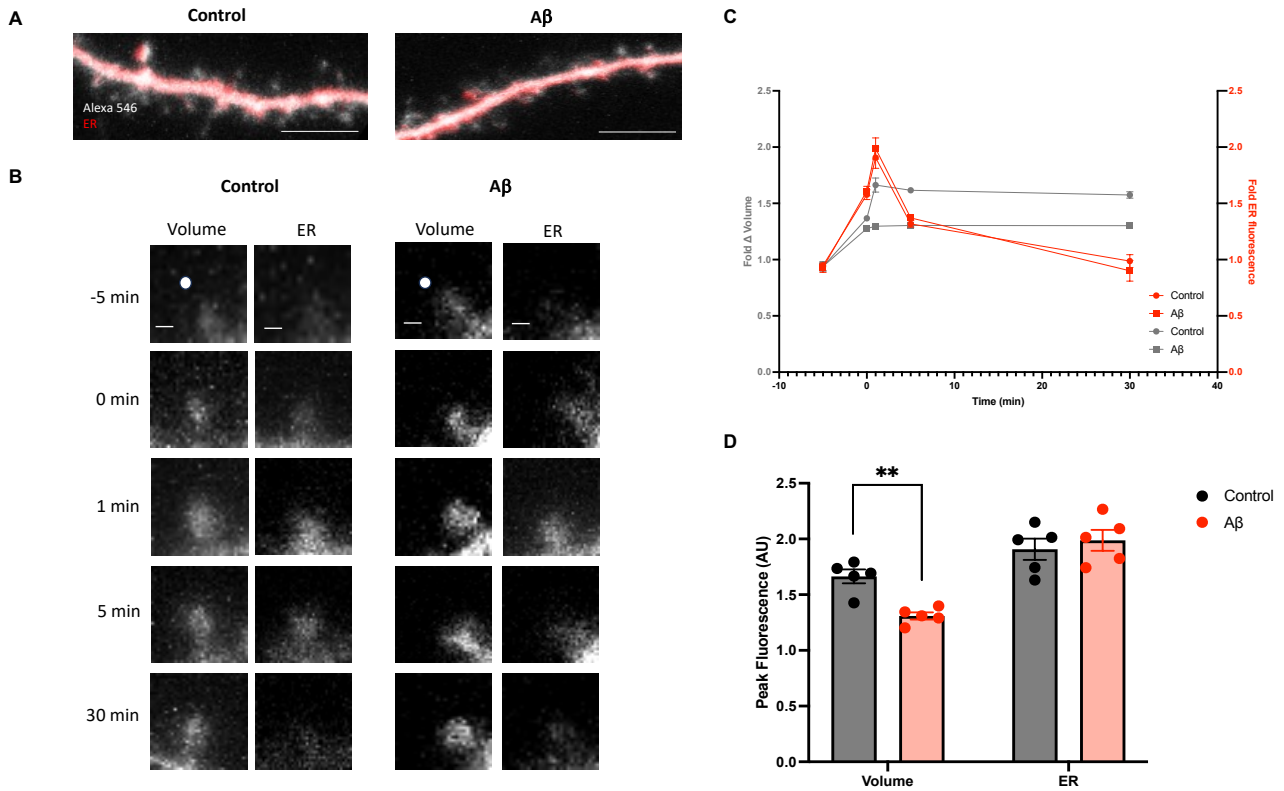 A
Control
Aβ
Alexa 546
ER
B
Control
Aβ
Volume
ER
Volume
ER
-5 min
0 min
1 min
5 min
30 min
C
2.5
2.0
1.5
1.0
0.5
0.0
Fold Δ Volume
2.5
2.0
1.5
1.0
0.5
0.0
Fold ER fluorescence
Control
Aβ
Control
Aβ
-10
0
10
20
30
40
Time (min)
D
2.5
2.0
1.5
1.0
0.5
0.0
Peak Fluorescence (AU)
**
Control
Aβ
Volume
ER